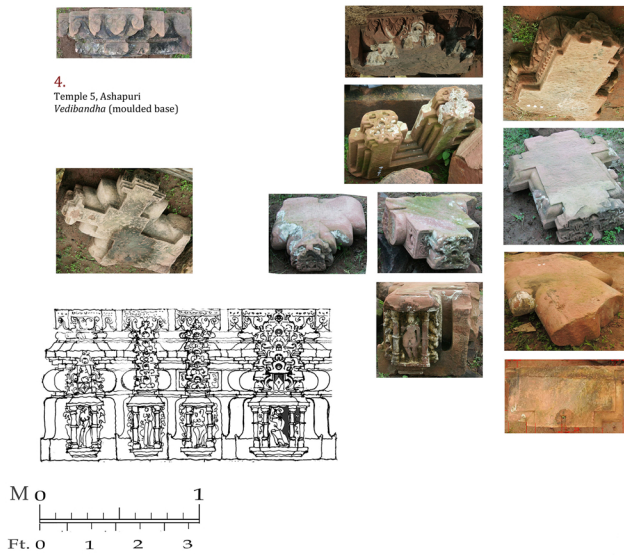 4.
Temple 5, Ashapuri
Vedibandha (moulded base)
M 0 1
Ft. 0 1 2 3